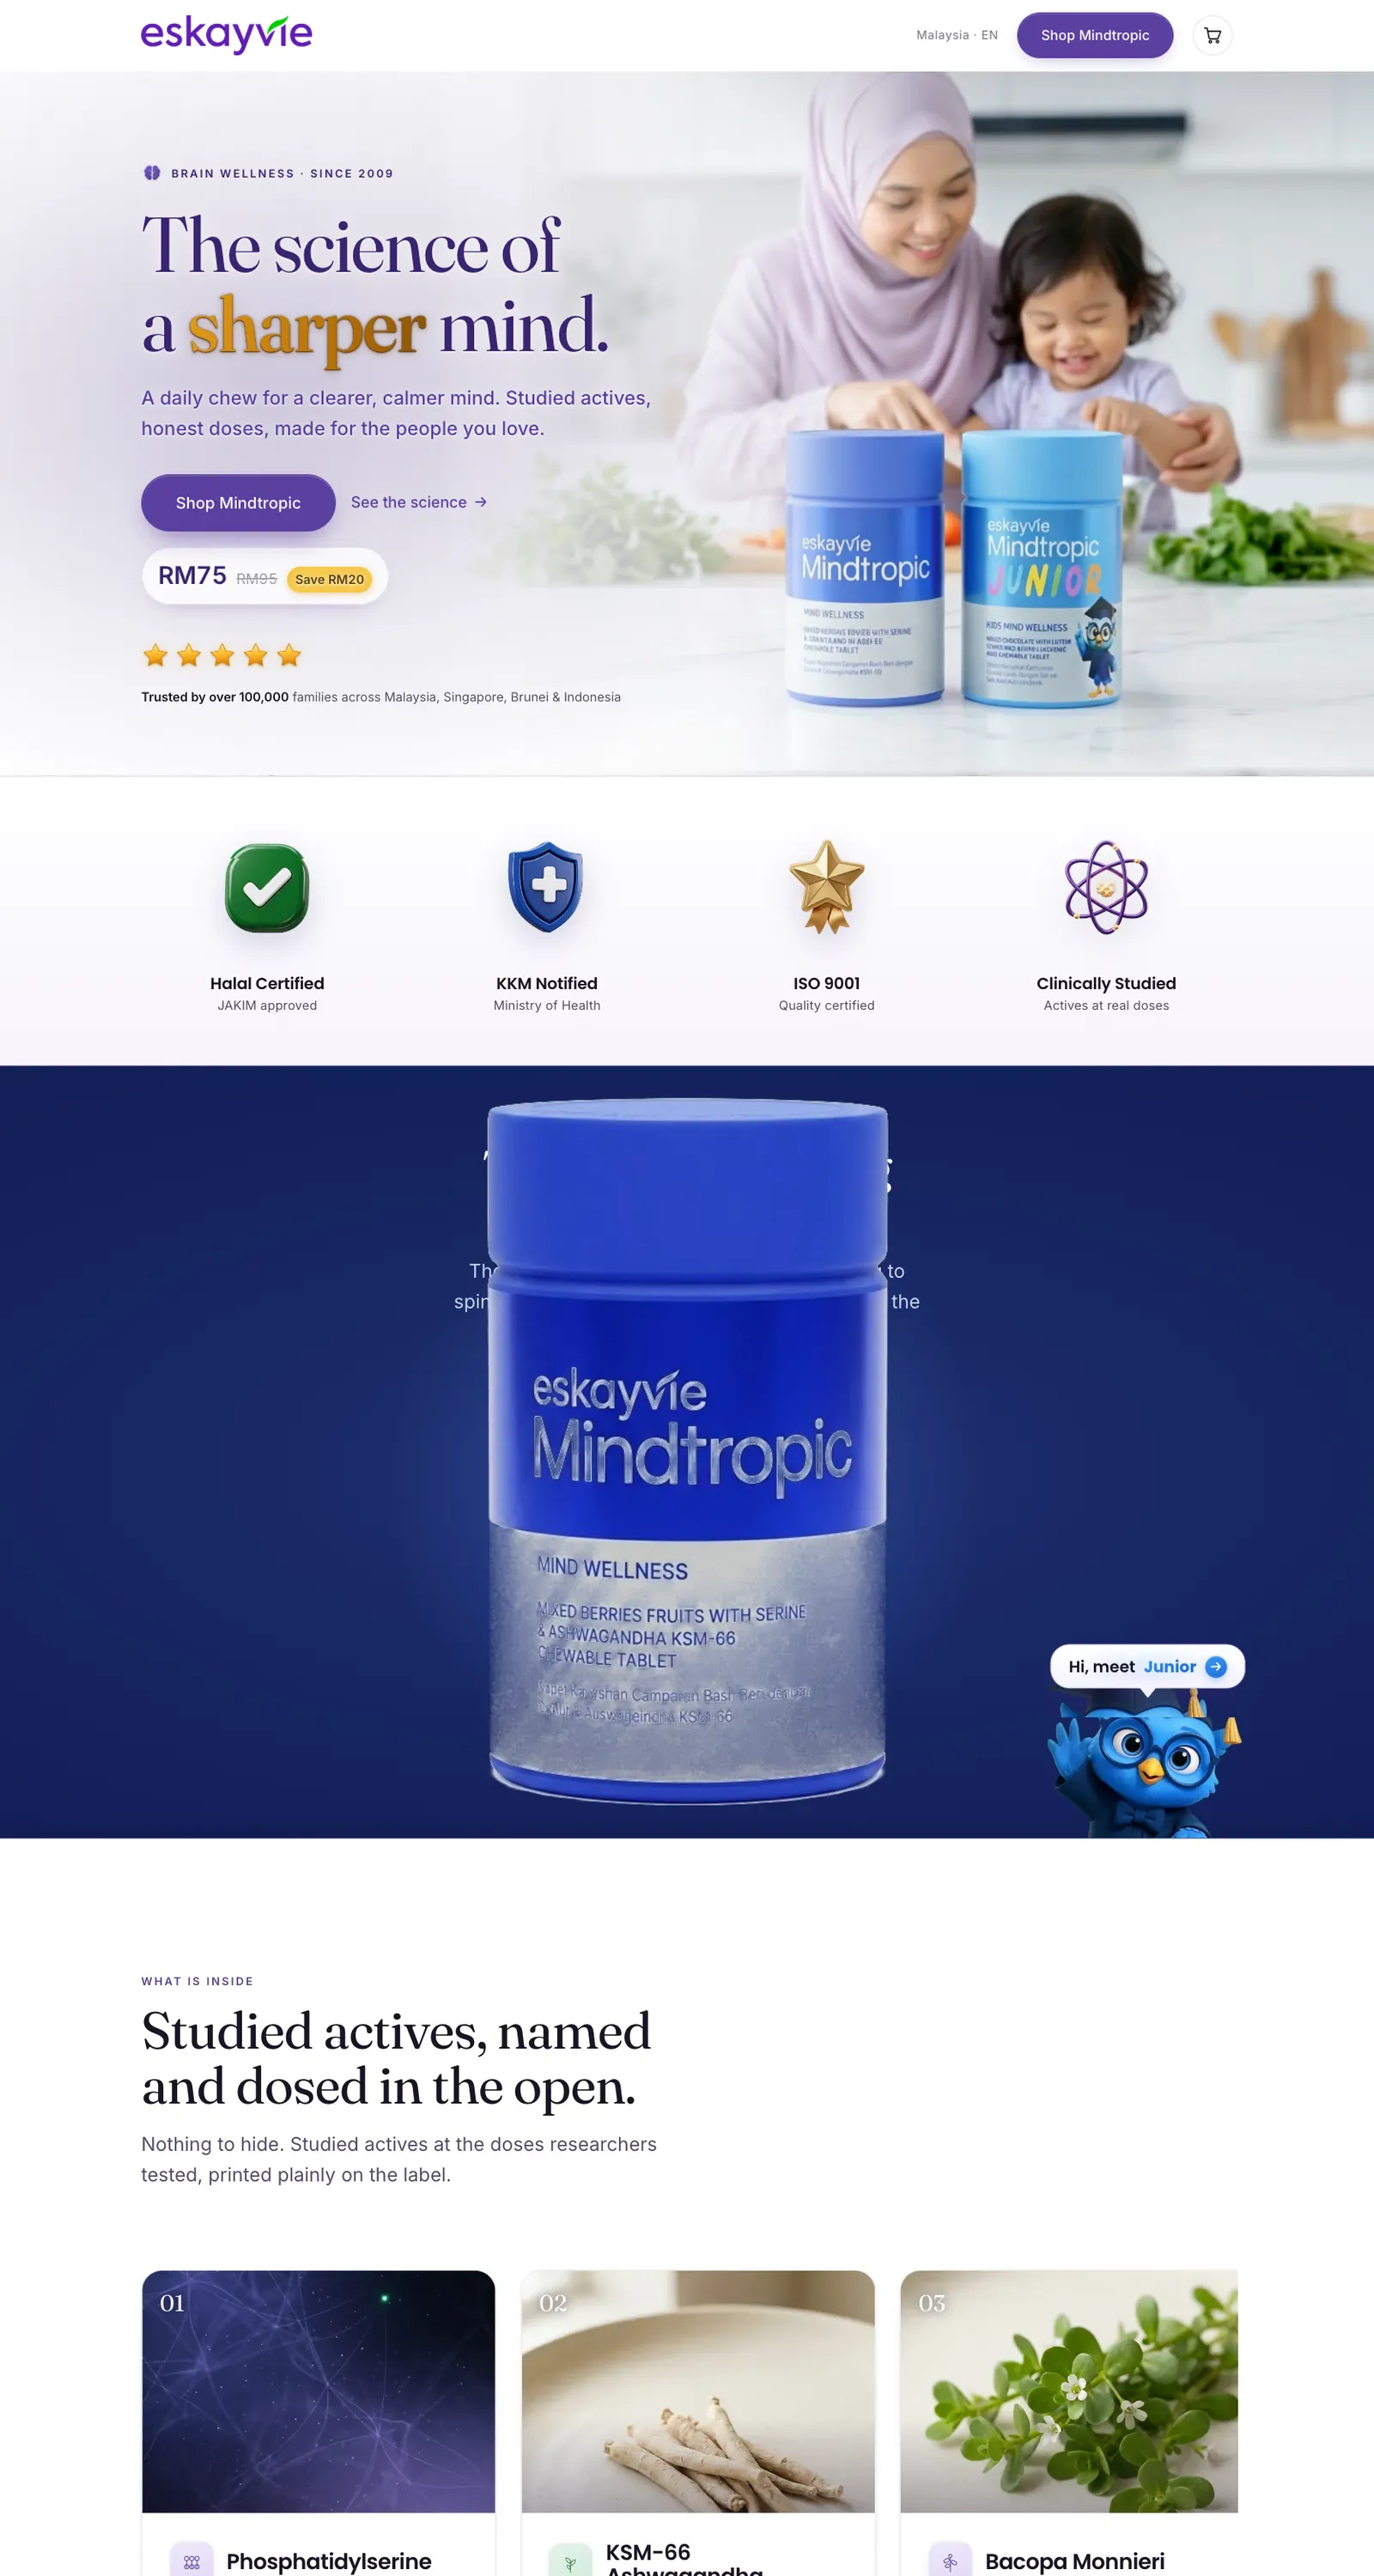 eskayvie
Malaysia · EN
Shop Mindtropic
BRAIN WELLNESS · SINCE 2009
The science of
a sharper mind.
A daily chew for a clearer, calmer mind. Studied actives,
honest doses, made for the people you love.
Shop Mindtropic
See the science →
RM75 RM95 Save RM20
Trusted by over 100,000 families across Malaysia, Singapore, Brunei & Indonesia
eskayvie
Mindtropic
MIND WELLNESS
eskayvie
Mindtropic
JUNIOR
KIDS MIND WELLNESS
Halal Certified
JAKIM approved
KKM Notified
Ministry of Health
ISO 9001
Quality certified
Clinically Studied
Actives at real doses
to
the
eskayvie
Mindtropic
MIND WELLNESS
MIXED BERRIES FRUITS WITH SERINE
& ASHWAGANDHA KSM-66
CHEWABLE TABLET
Hi, meet Junior
WHAT IS INSIDE
Studied actives, named
and dosed in the open.
Nothing to hide. Studied actives at the doses researchers
tested, printed plainly on the label.
01
02
03
Phosphatidylserine
KSM-66
Ashwagandha
Bacopa Monnieri